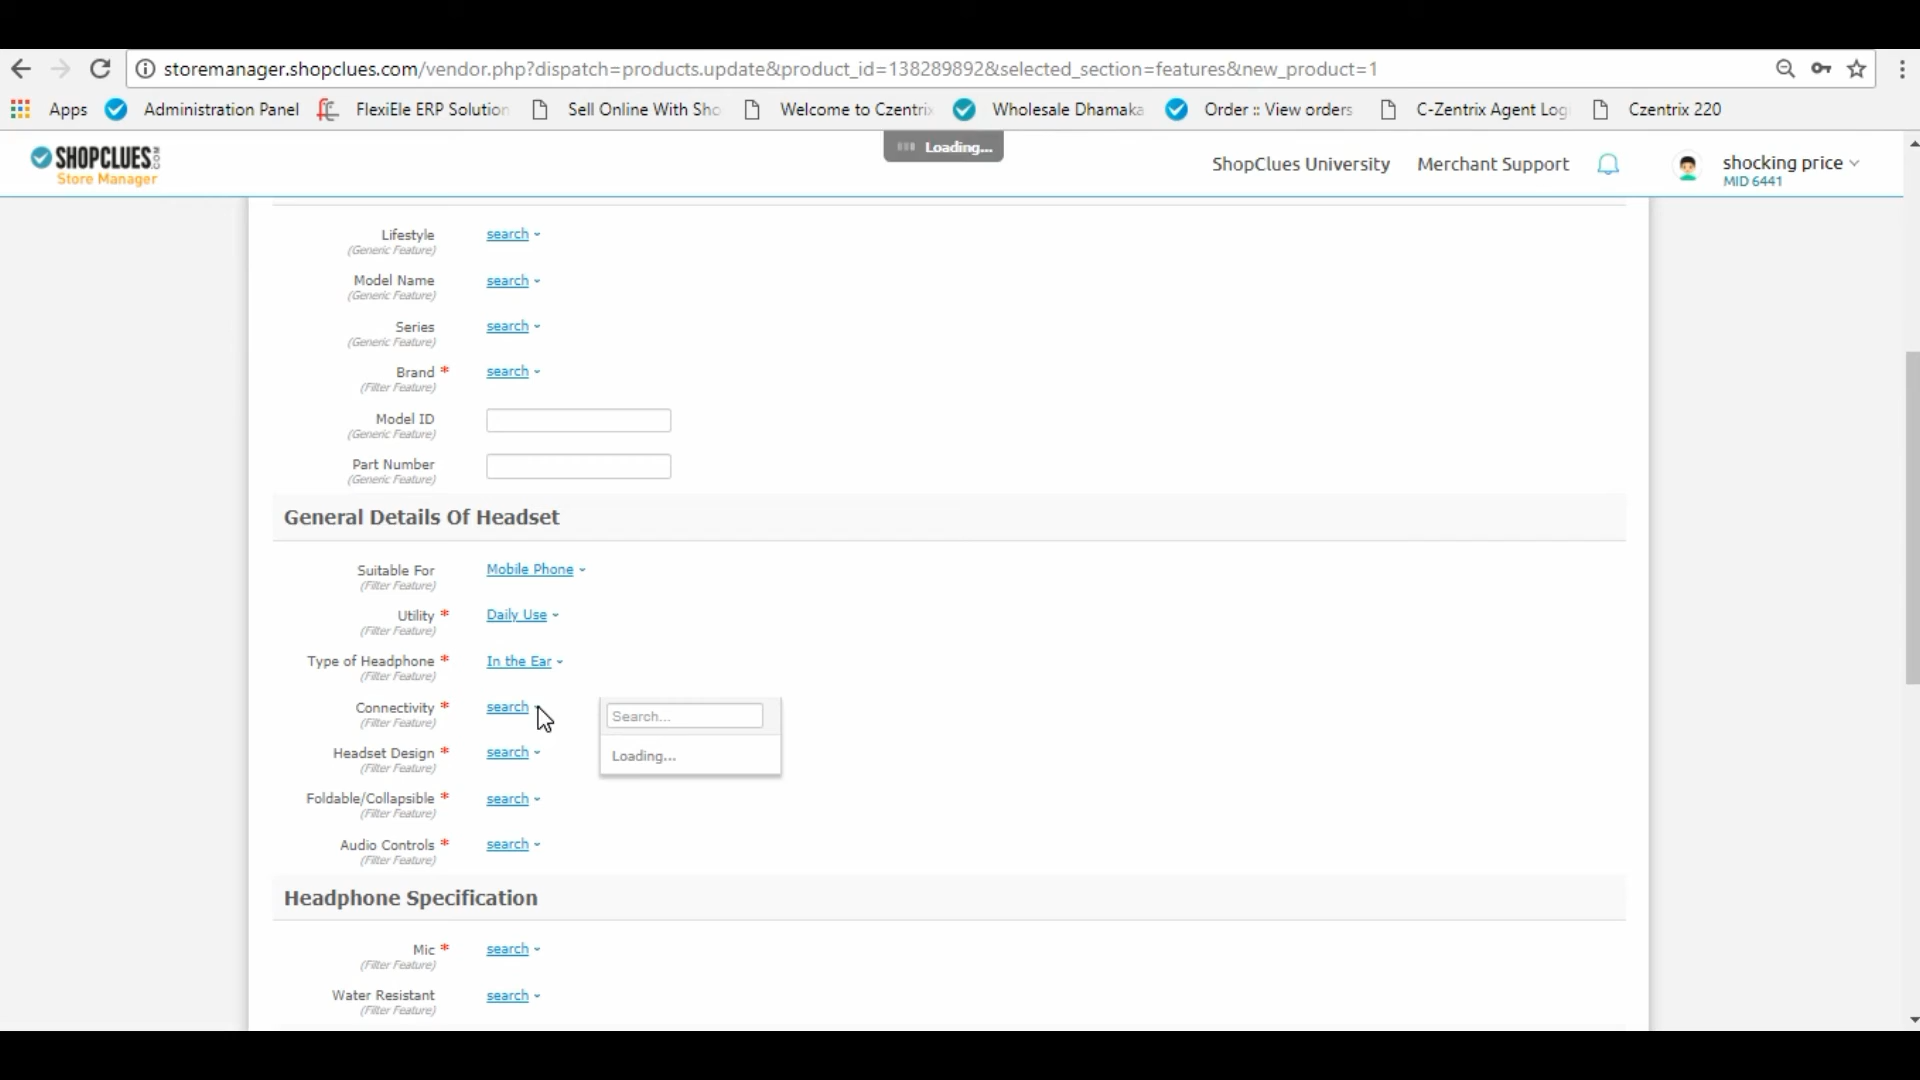 storemanager.shopclues.com/vendor.php?dispatch=products.update&product_id=138289892&selected_section=features&new_product=1
Apps Administration Panel FlexiEle ERP Solution Sell Online With Sho Welcome to Czentrix Wholesale Dhamaka Order :: View orders C-Zentrix Agent Log Czentrix 220
Loading...
SHOPCLUES.COM
Store Manager
ShopClues University Merchant Support shocking price
MID 6441
Lifestyle search
(Generic Feature)
Model Name search
(Generic Feature)
Series search
(Generic Feature)
Brand * search
(Filter Feature)
Model ID
(Generic Feature)
Part Number
(Generic Feature)
General Details Of Headset
Suitable For Mobile Phone
(Filter Feature)
Utility * Daily Use
(Filter Feature)
Type of Headphone * In the Ear
(Filter Feature)
Connectivity * search Search...
(Filter Feature)
Headset Design * search Loading...
(Filter Feature)
Foldable/Collapsible * search
(Filter Feature)
Audio Controls * search
(Filter Feature)
Headphone Specification
Mic * search
(Filter Feature)
Water Resistant search
(Filter Feature)